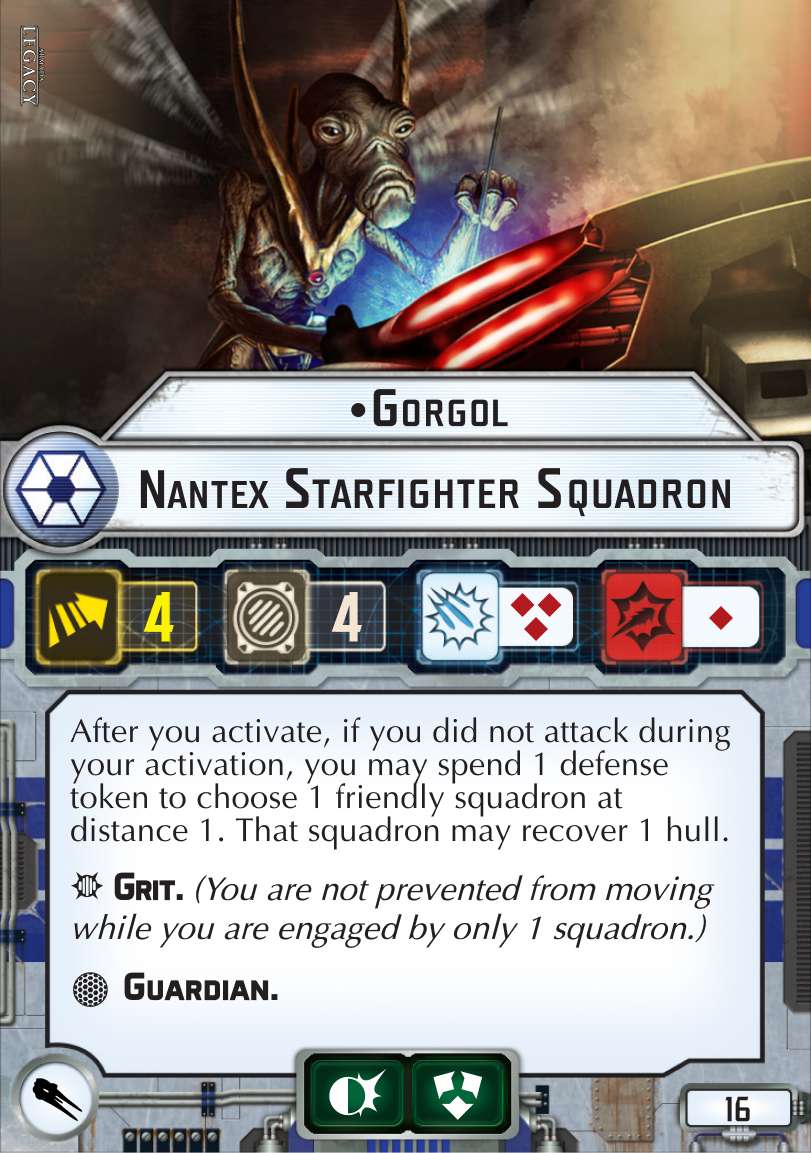 LEGACY
•Gorgol
Nantex Starfighter Squadron
4
4
After you activate, if you did not attack during
your activation, you may spend 1 defense
token to choose 1 friendly squadron at
distance 1. That squadron may recover 1 hull.
Grit. (You are not prevented from moving
while you are engaged by only 1 squadron.)
Guardian.
16